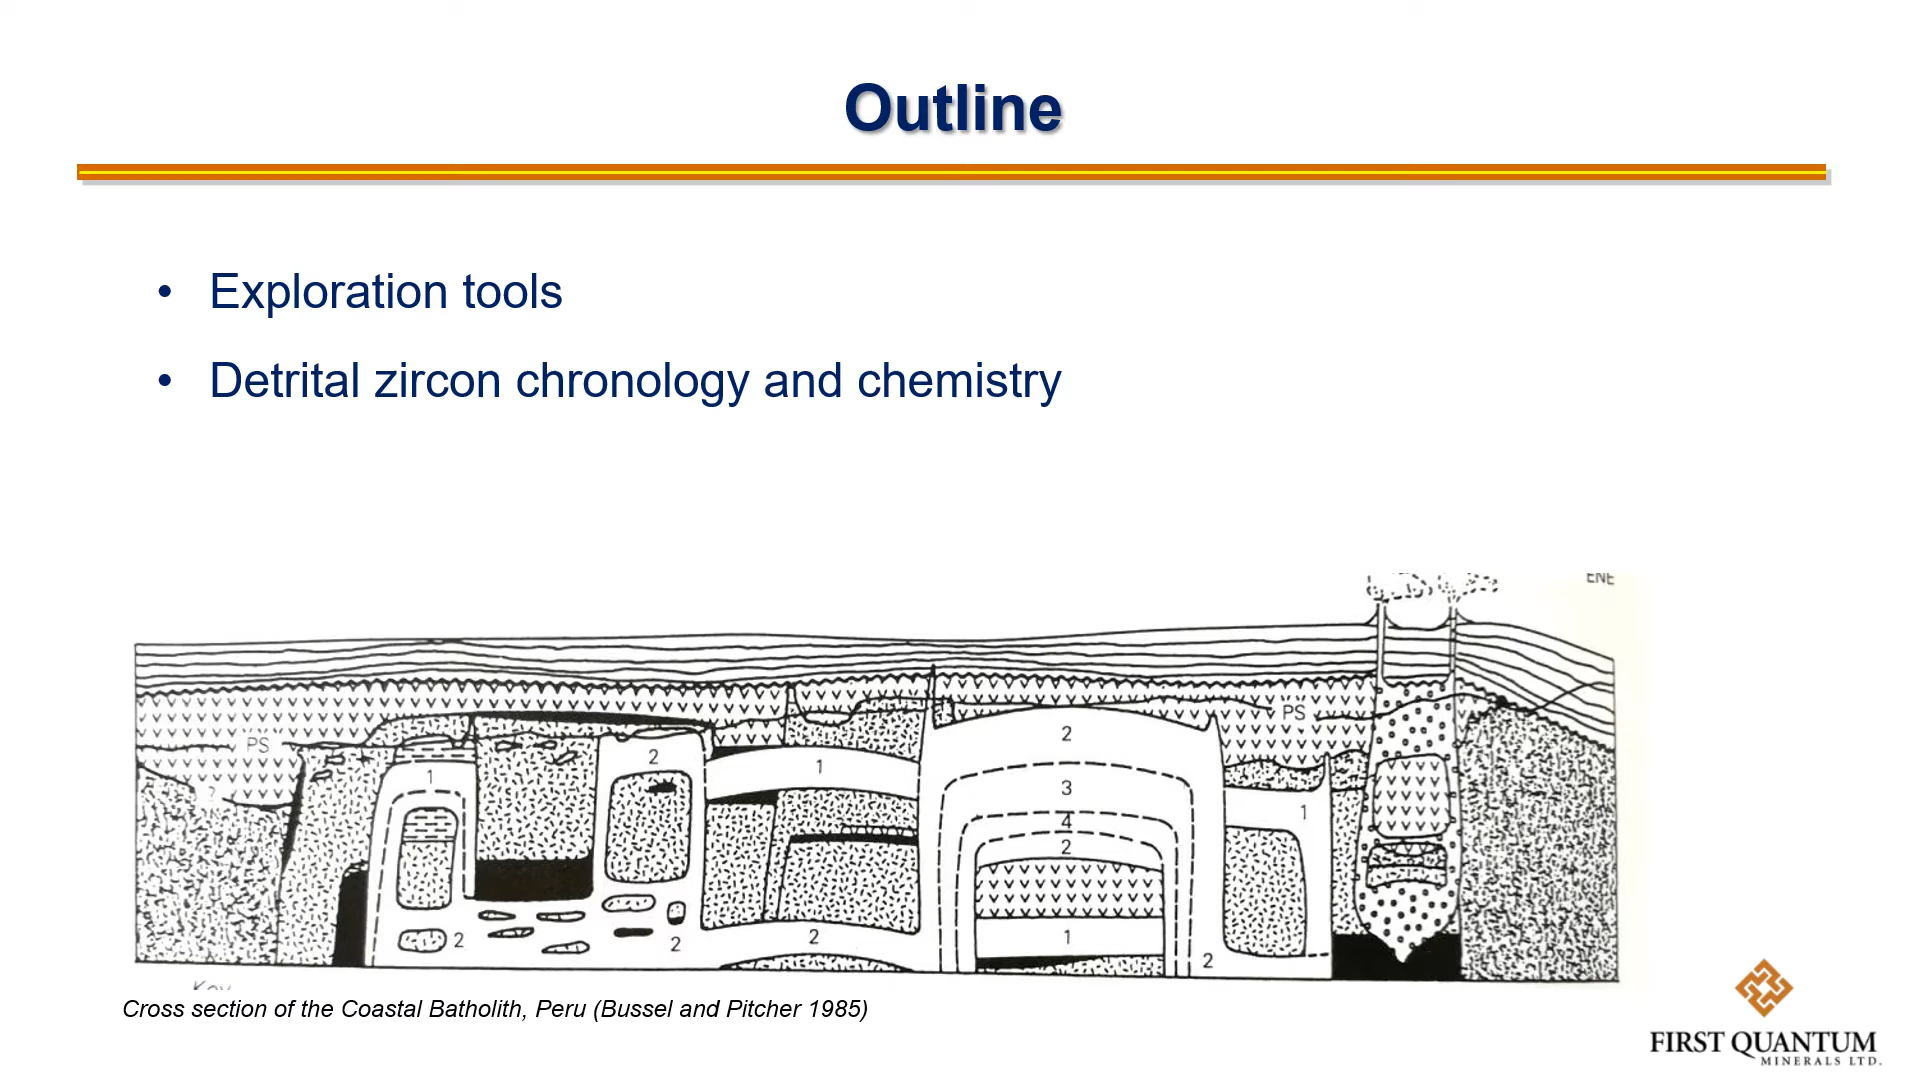 Outline
• Exploration tools
• Detrital zircon chronology and chemistry
ENE
PS
PS
2
2
1
1
3
1
4
2
2
2
2
1
2
Cross section of the Coastal Batholith, Peru (Bussel and Pitcher 1985)
FIRST QUANTUM
MINERALS LTD.